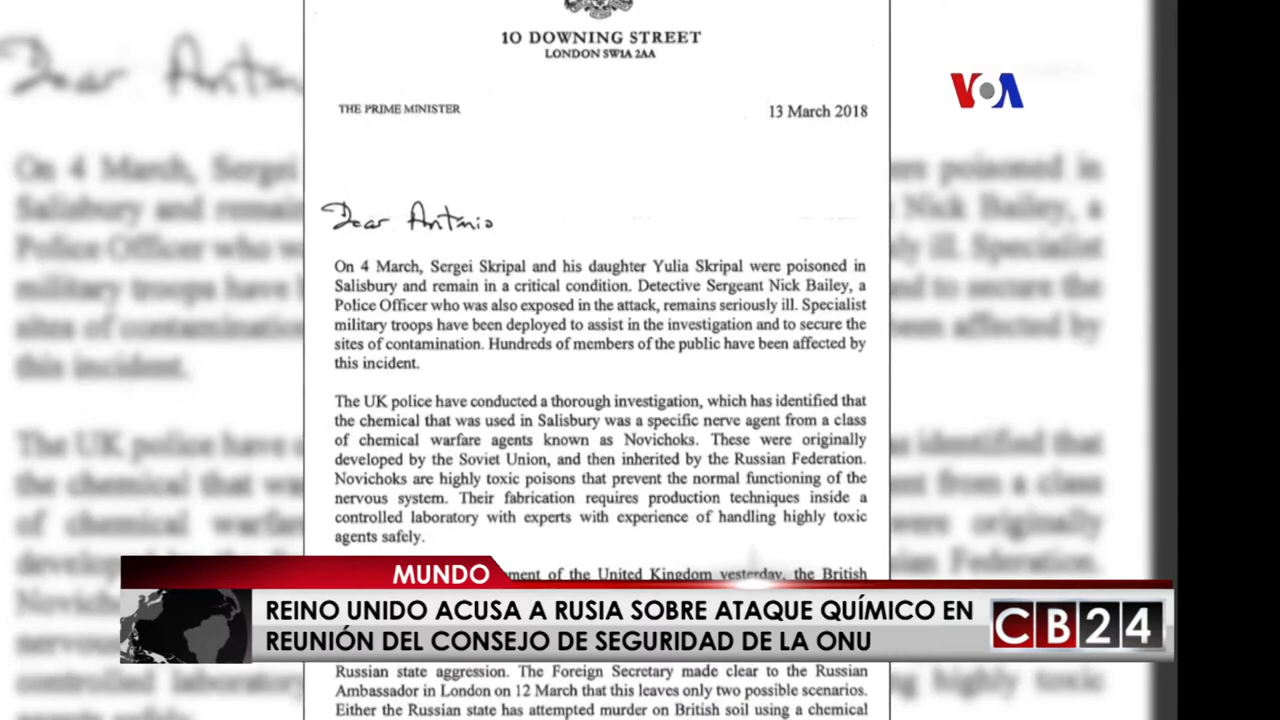 10 DOWNING STREET
LONDON SW1A 2AA
THE PRIME MINISTER
13 March 2018
VOA
Dear Antonio
On 4 March, Sergei Skripal and his daughter Yulia Skripal were poisoned in
Salisbury and remain in a critical condition. Detective Sergeant Nick Bailey, a
Police Officer who was also exposed in the attack, remains seriously ill. Specialist
military troops have been deployed to assist in the investigation and to secure the
sites of contamination. Hundreds of members of the public have been affected by
this incident.
The UK police have conducted a thorough investigation, which has identified that
the chemical that was used in Salisbury was a specific nerve agent from a class
of chemical warfare agents known as Novichoks. These were originally
developed by the Soviet Union, and then inherited by the Russian Federation.
Novichoks are highly toxic poisons that prevent the normal functioning of the
nervous system. Their fabrication requires production techniques inside a
controlled laboratory with experts with experience of handling highly toxic
agents safely.
of the United Kingdom yesterday, the British
MUNDO
REINO UNIDO ACUSA A RUSIA SOBRE ATAQUE QUÍMICO EN
REUNIÓN DEL CONSEJO DE SEGURIDAD DE LA ONU
CB24
Russian state aggression. The Foreign Secretary made clear to the Russian
Ambassador in London on 12 March that this leaves only two possible scenarios.
Either the Russian state has attempted murder on British soil using a chemical